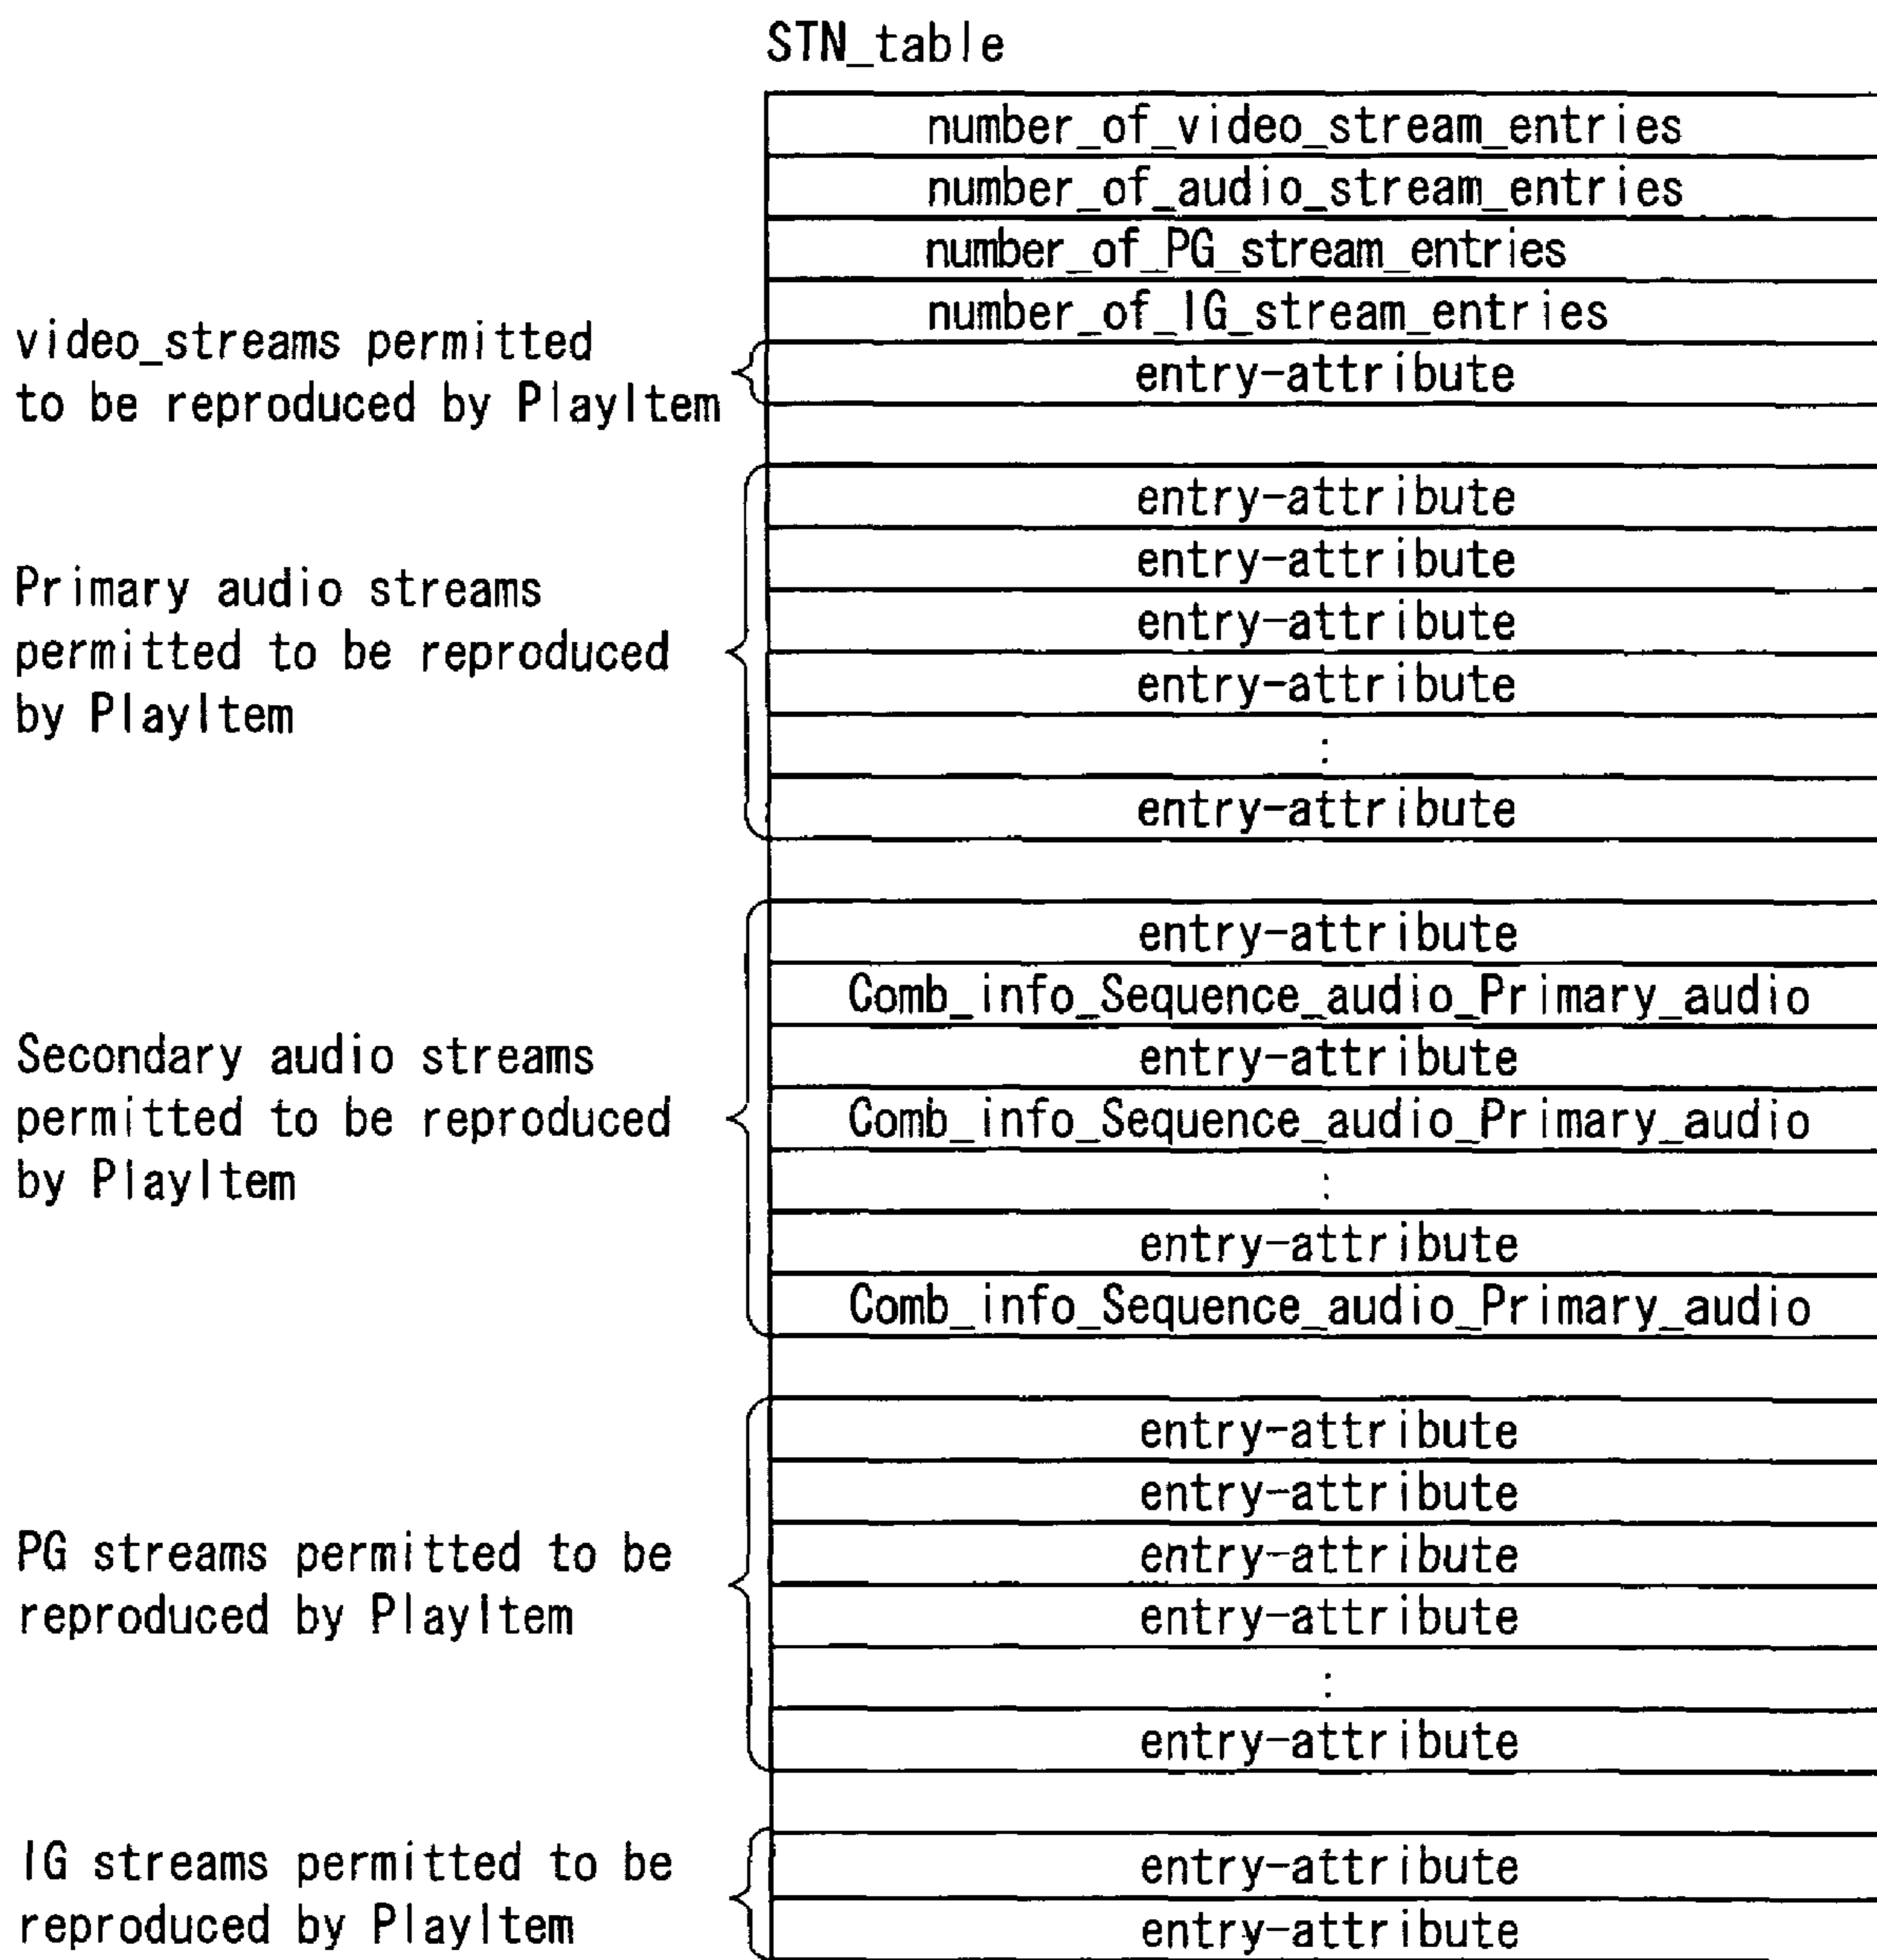 STN_table
number_of_video_stream_entries
number_of_audio_stream_entries
number_of_PG_stream_entries
number_of_IG_stream_entries
video_streams permitted
to be reproduced by PlayItem
entry-attribute
Primary audio streams
permitted to be reproduced
by PlayItem
entry-attribute
entry-attribute
entry-attribute
entry-attribute
:
entry-attribute
Secondary audio streams
permitted to be reproduced
by PlayItem
entry-attribute
Comb_info_Sequence_audio_Primary_audio
entry-attribute
Comb_info_Sequence_audio_Primary_audio
:
entry-attribute
Comb_info_Sequence_audio_Primary_audio
PG streams permitted to be
reproduced by PlayItem
entry-attribute
entry-attribute
entry-attribute
entry-attribute
:
entry-attribute
IG streams permitted to be
reproduced by PlayItem
entry-attribute
entry-attribute